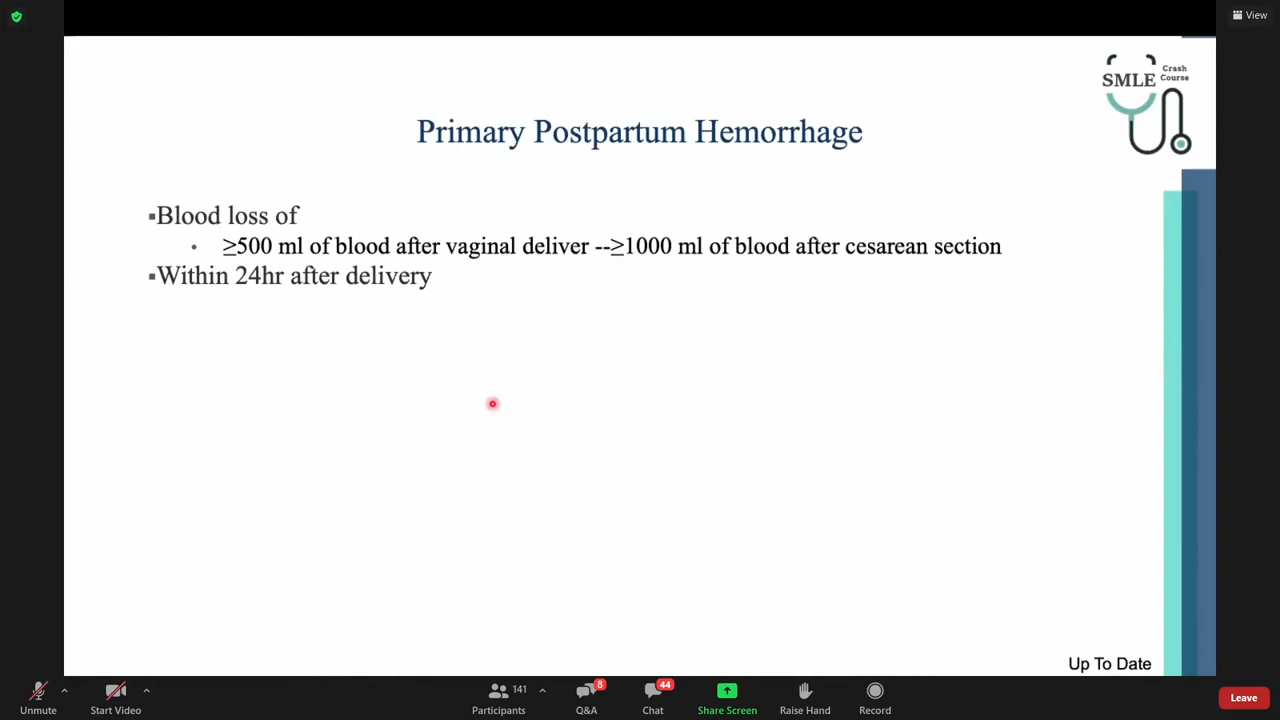 View
SMLE Crash Course
Primary Postpartum Hemorrhage
▪Blood loss of
• ≥500 ml of blood after vaginal deliver --≥1000 ml of blood after cesarean section
▪Within 24hr after delivery
Up To Date
Unmute
Start Video
Participants 141
Q&A 8
Chat 44
Share Screen
Raise Hand
Record
Leave